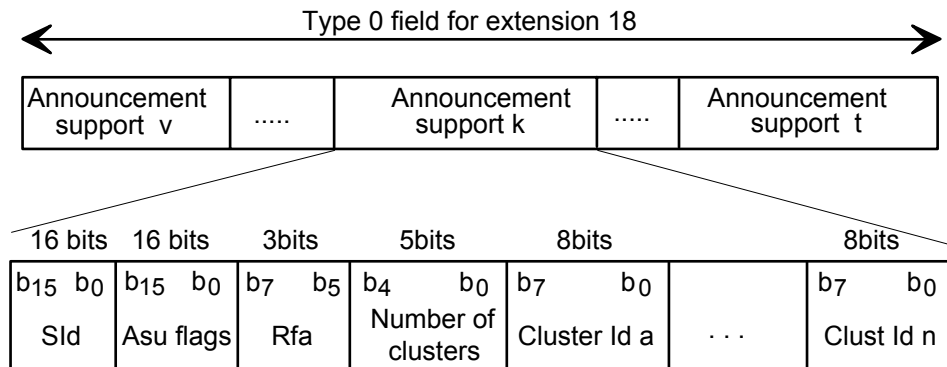 Type 0 field for extension 18
Announcement support v
.....
Announcement support k
.....
Announcement support t
16 bits 16 bits 3bits 5bits 8bits 8bits
b15 b0 b15 b0 b7 b5 b4 b0 b7 b0 b7 b0
SId Asu flags Rfa Number of clusters Cluster Id a . . . Clust Id n